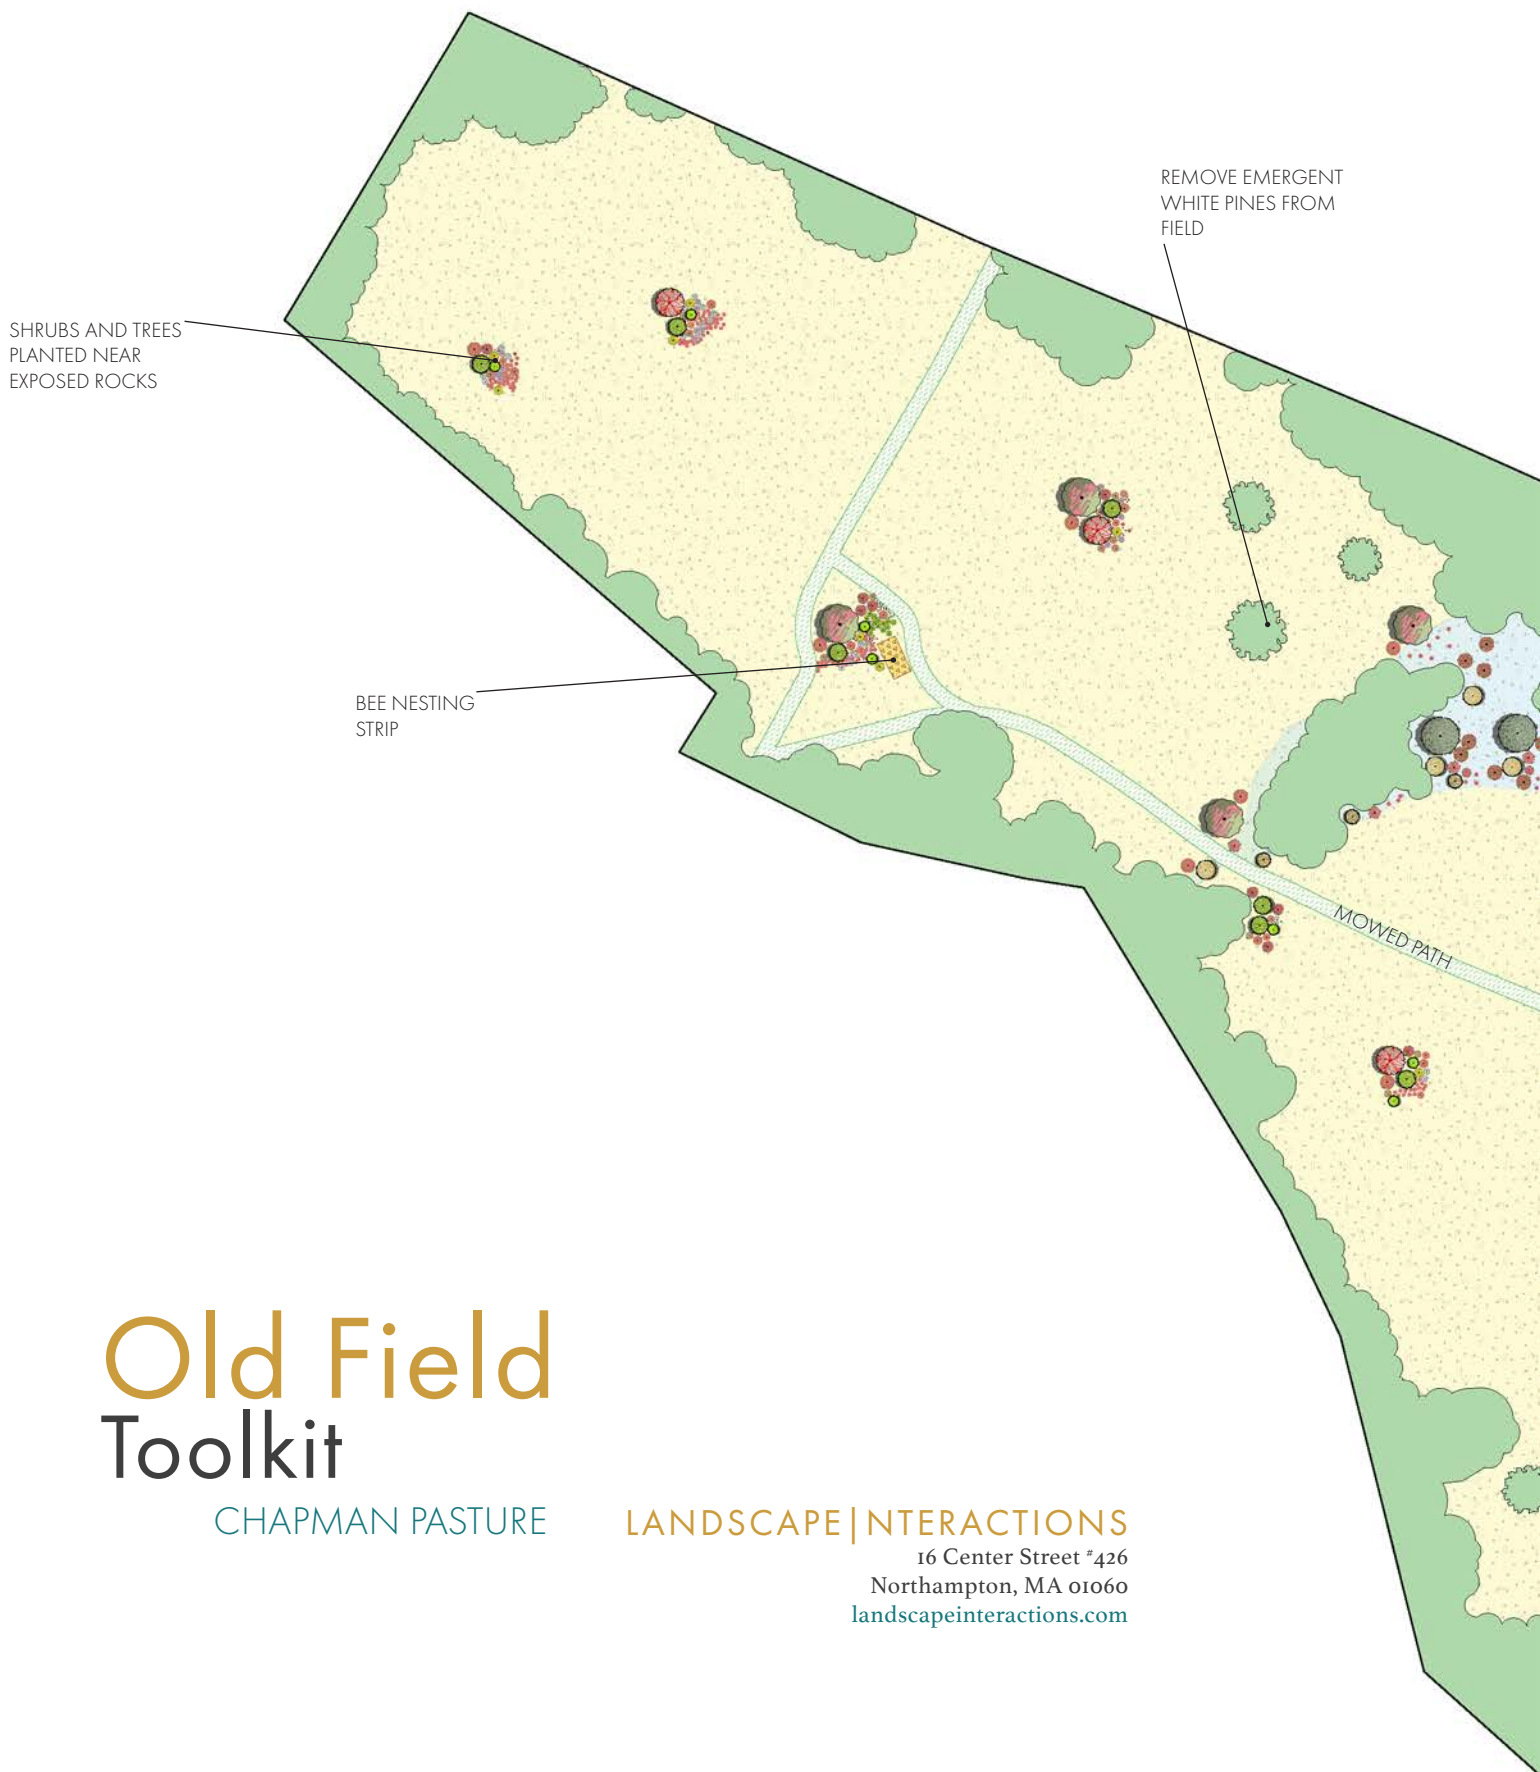 REMOVE EMERGENT
WHITE PINES FROM
FIELD
SHRUBS AND TREES
PLANTED NEAR
EXPOSED ROCKS
BEE NESTING
STRIP
MOWED PATH
Old Field
Toolkit
CHAPMAN PASTURE
LANDSCAPE|NTERACTIONS
16 Center Street #426
Northampton, MA 01060
landscapeinteractions.com